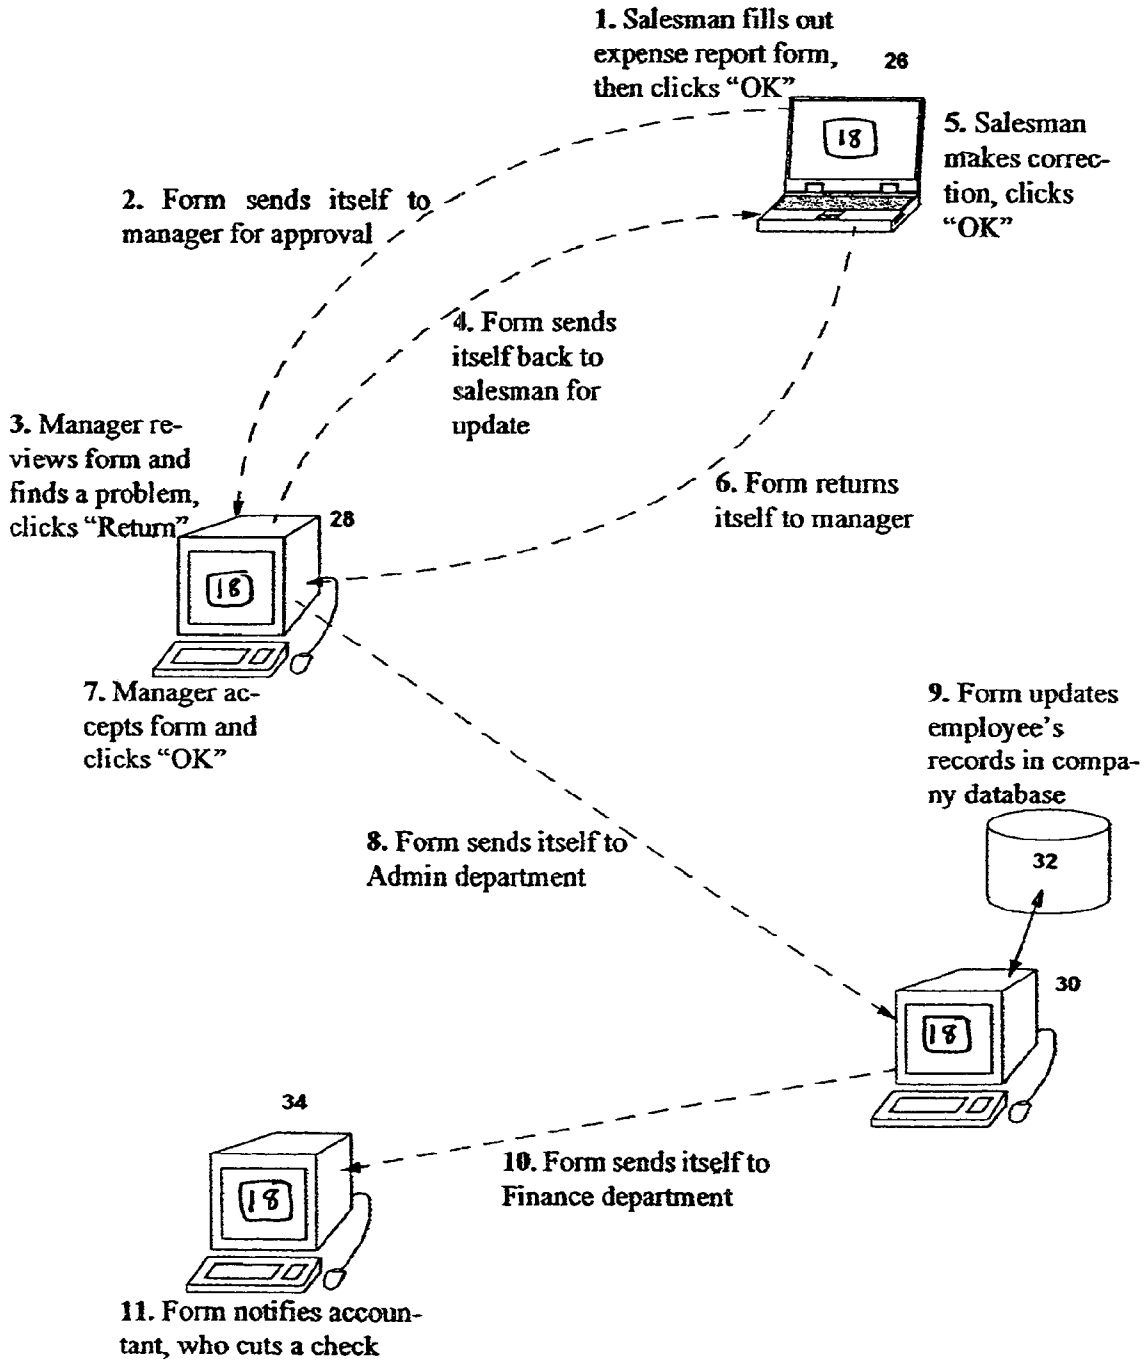 1. Salesman fills out
expense report form,
then clicks “OK”
26
18
5. Salesman
makes correc-
tion, clicks
“OK”
2. Form sends itself to
manager for approval
4. Form sends
itself back to
salesman for
update
3. Manager re-
views form and
finds a problem,
clicks “Return”
28
18
6. Form returns
itself to manager
7. Manager ac-
cepts form and
clicks “OK”
8. Form sends itself to
Admin department
9. Form updates
employee’s
records in compa-
ny database
32
30
18
34
18
10. Form sends itself to
Finance department
11. Form notifies accoun-
tant, who cuts a check